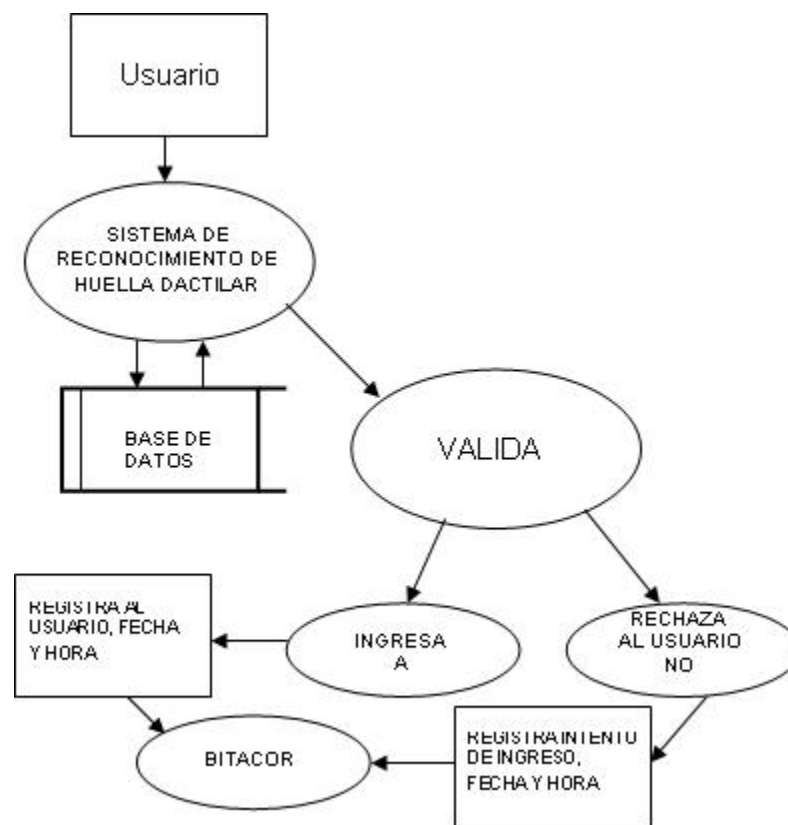 Usuario
SISTEMA DE
RECONOCIMIENTO DE
HUELLA DACTILAR
BASE DE
DATOS
VALIDA
REGISTRA AL
USUARIO, FECHA
Y HORA
INGRESA
A
RECHAZA
AL USUARIO
NO
BITACOR
REGISTRA INTENTO
DE INGRESO,
FECHA Y HORA